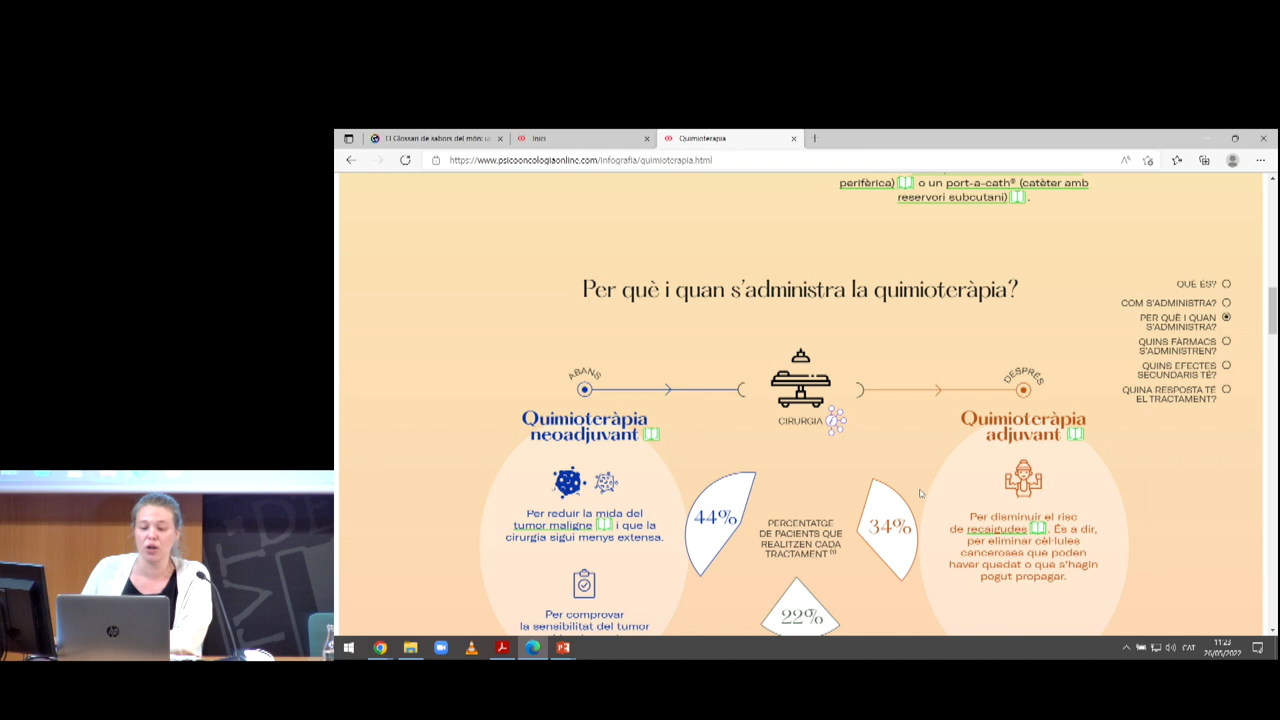 El Glossari de sabors del món: u
Inici
Quimioteràpia
https://www.psicooncologiaonline.com/infografia/quimioterapia.html
perifèrica) o un port-a-cath® (catèter amb
reservori subcutani) .
Per què i quan s'administra la quimioteràpia?
QUÈ ÉS?
COM S'ADMINISTRA?
PER QUÈ I QUAN
S'ADMINISTRA?
QUINS FÀRMACS
S'ADMINISTREN?
QUINS EFECTES
SECUNDARIS TÉ?
QUINA RESPOSTA TÉ
EL TRACTAMENT?
ABANS
DESPRÉS
CIRURGIA
Quimioteràpia
neoadjuvant
Quimioteràpia
adjuvant
Per reduir la mida del
tumor maligne i que la
cirurgia sigui menys extensa.
Per comprovar
la sensibilitat del tumor
44%
PERCENTATGE
DE PACIENTS QUE
REALITZEN CADA
TRACTAMENT (1)
34%
22%
Per disminuir el risc
de recaigudes . És a dir,
per eliminar cèl·lules
canceroses que poden
haver quedat o que s'hagin
pogut propagar.
hp
CAT
11:23
26/05/2022